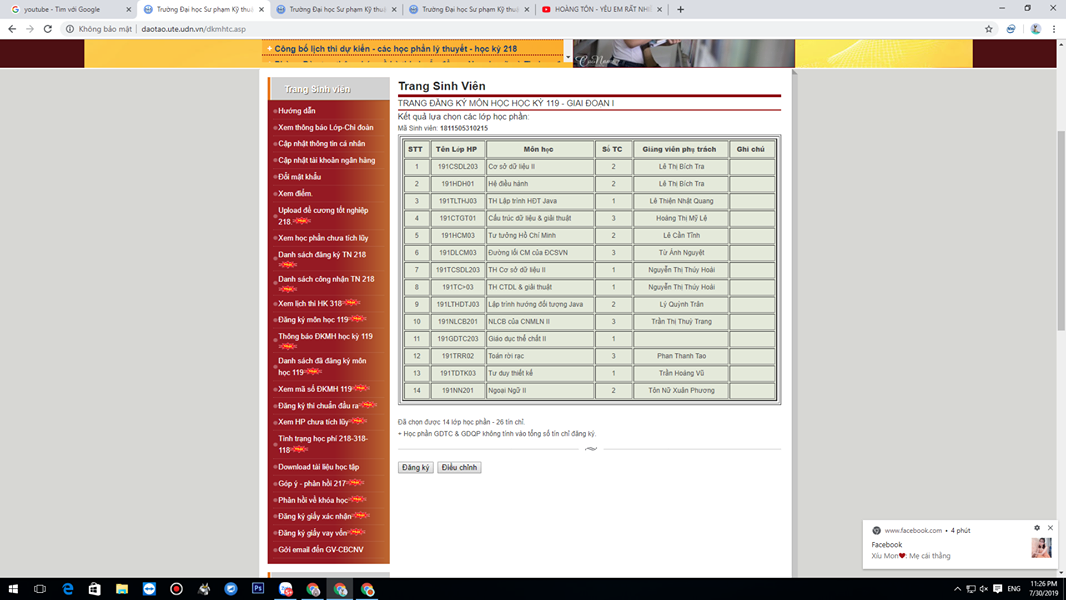 youtube - Tìm với Google
Trường Đại học Sư phạm Kỹ thuậ
Trường Đại học Sư phạm Kỹ thuậ
Trường Đại học Sư phạm Kỹ thuậ
HOÀNG TÔN - YÊU EM RẤT NHI
Không bảo mật | daotao.ute.udn.vn/dkmhtc.asp
+ Công bố lịch thi dự kiến - các học phần lý thuyết - học kỳ 218
Trang Sinh viên
Hướng dẫn
Xem thông báo Lớp-Chi đoàn
Cập nhật thông tin cá nhân
Cập nhật tài khoản ngân hàng
Đổi mật khẩu
Xem điểm.
Upload đề cương tốt nghiệp
218.
Xem học phần chưa tích lũy
Danh sách đăng ký TN 218
Danh sách công nhận TN 218
Xem lịch thi HK 318
Đăng ký môn học 119
Thông báo ĐKMH học kỳ 119
Danh sách đã đăng ký môn
học 119
Xem mã số ĐKMH 119
Đăng ký thi chuẩn đầu ra
Xem HP chưa tích lũy
Tình trạng học phí 218-318-
118
Download tài liệu học tập
Góp ý - phản hồi 217
Phản hồi về khóa học
Đăng ký giấy xác nhận
Đăng ký giấy vay vốn
Gởi email đến GV-CBCNV
Trang Sinh Viên
TRANG ĐĂNG KÝ MÔN HỌC HỌC KỲ 119 - GIAI ĐOẠN I
Kết quả lựa chọn các lớp học phần:
Mã Sinh viên: 1811505310215
STT Tên Lớp HP Môn học Số TC Giảng viên phụ trách Ghi chú
1 191CSDL203 Cơ sở dữ liệu II 2 Lê Thị Bích Tra
2 191HDH01 Hệ điều hành 2 Lê Thị Bích Tra
3 191TLTHJ03 TH Lập trình HĐT Java 1 Lê Thiện Nhật Quang
4 191CTGT01 Cấu trúc dữ liệu & giải thuật 3 Hoàng Thị Mỹ Lệ
5 191HCM03 Tư tưởng Hồ Chí Minh 2 Lê Cẩn Tĩnh
6 191DLCM03 Đường lối CM của ĐCSVN 3 Từ Ánh Nguyệt
7 191TCSDL203 TH Cơ sở dữ liệu II 1 Nguyễn Thị Thúy Hoài
8 191TC>03 TH CTDL & giải thuật 1 Nguyễn Thị Thúy Hoài
9 191LTHDTJ03 Lập trình hướng đối tượng Java 2 Lý Quỳnh Trân
10 191NLCB201 NLCB của CNMLN II 3 Trần Thị Thuỳ Trang
11 191GDTC203 Giáo dục thể chất II 1
12 191TRR02 Toán rời rạc 3 Phan Thanh Tao
13 191TDTK03 Tư duy thiết kế 1 Trần Hoàng Vũ
14 191NN201 Ngoại Ngữ II 2 Tôn Nữ Xuân Phương
Đã chọn được 14 lớp học phần - 26 tín chỉ.
+ Học phần GDTC & GDQP không tính vào tổng số tín chỉ đăng ký.
Đăng ký Điều chỉnh
www.facebook.com • 4 phút
Facebook
Xíu Mon❤: Mẹ cái thắng
ENG
11:26 PM
7/30/2019